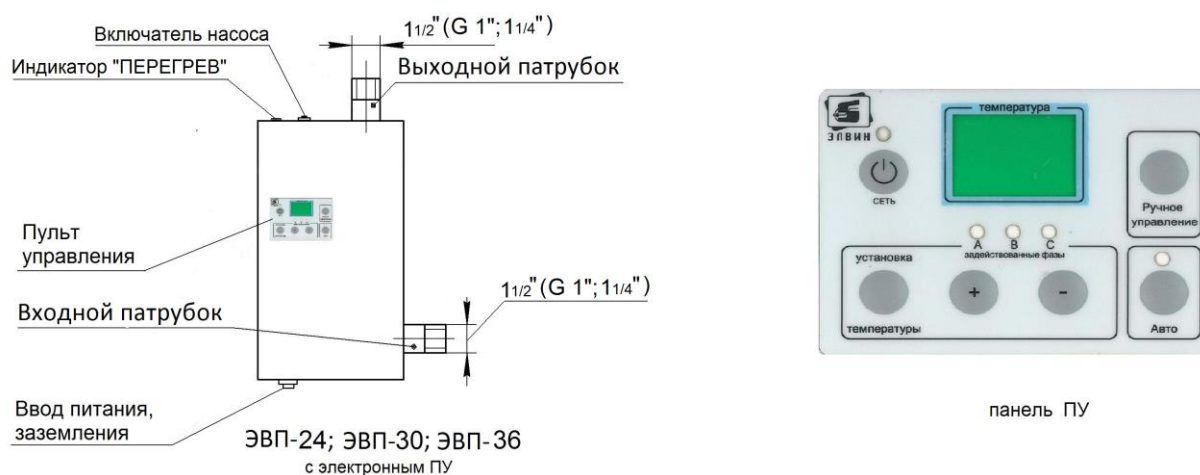 Включатель насоса
Индикатор "ПЕРЕГРЕВ"
1 1/2" (G 1"; 1 1/4")
Выходной патрубок
Пульт
управления
1 1/2" (G 1"; 1 1/4")
Входной патрубок
Ввод питания,
заземления
ЭВП-24; ЭВП-30; ЭВП-36
с электронным ПУ
ЭЛВИН
температура
СЕТЬ
Ручное
управление
A B C
задействованные фазы
установка
температуры
+ -
Авто
панель ПУ